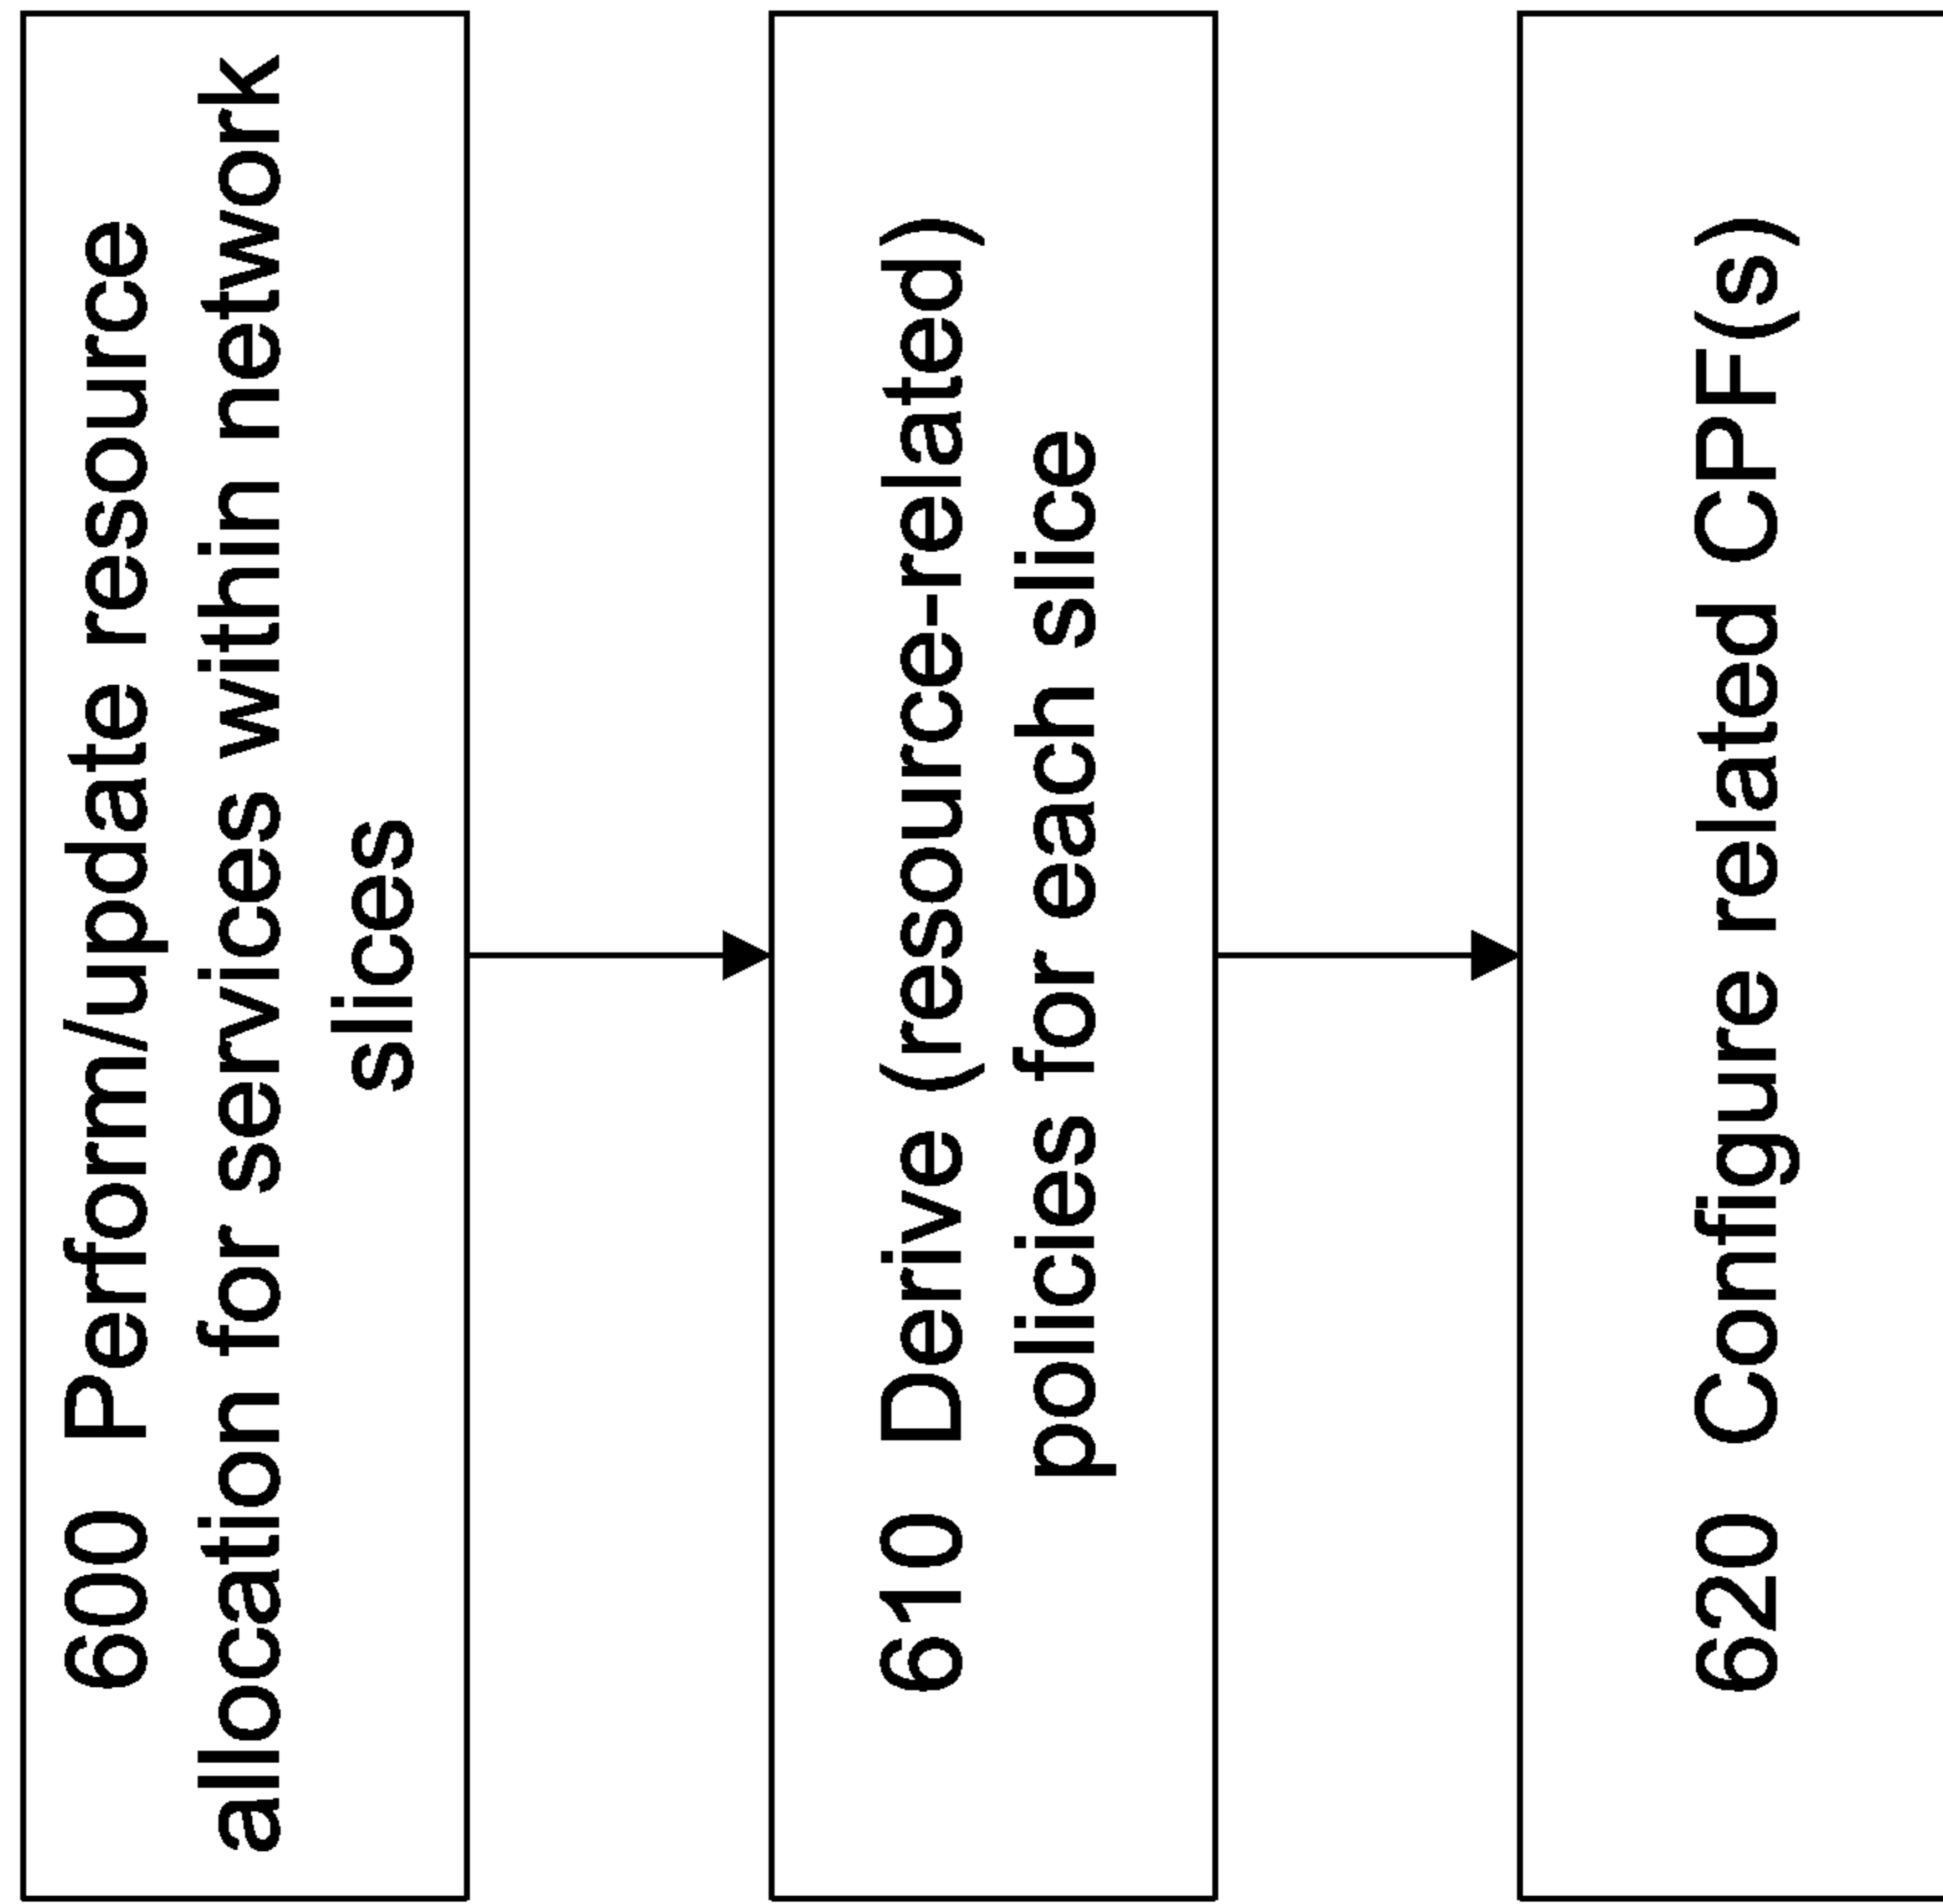 600 Perform/update resource
allocation for services within network
slices
610 Derive (resource-related)
policies for each slice
620 Configure related CPF(s)